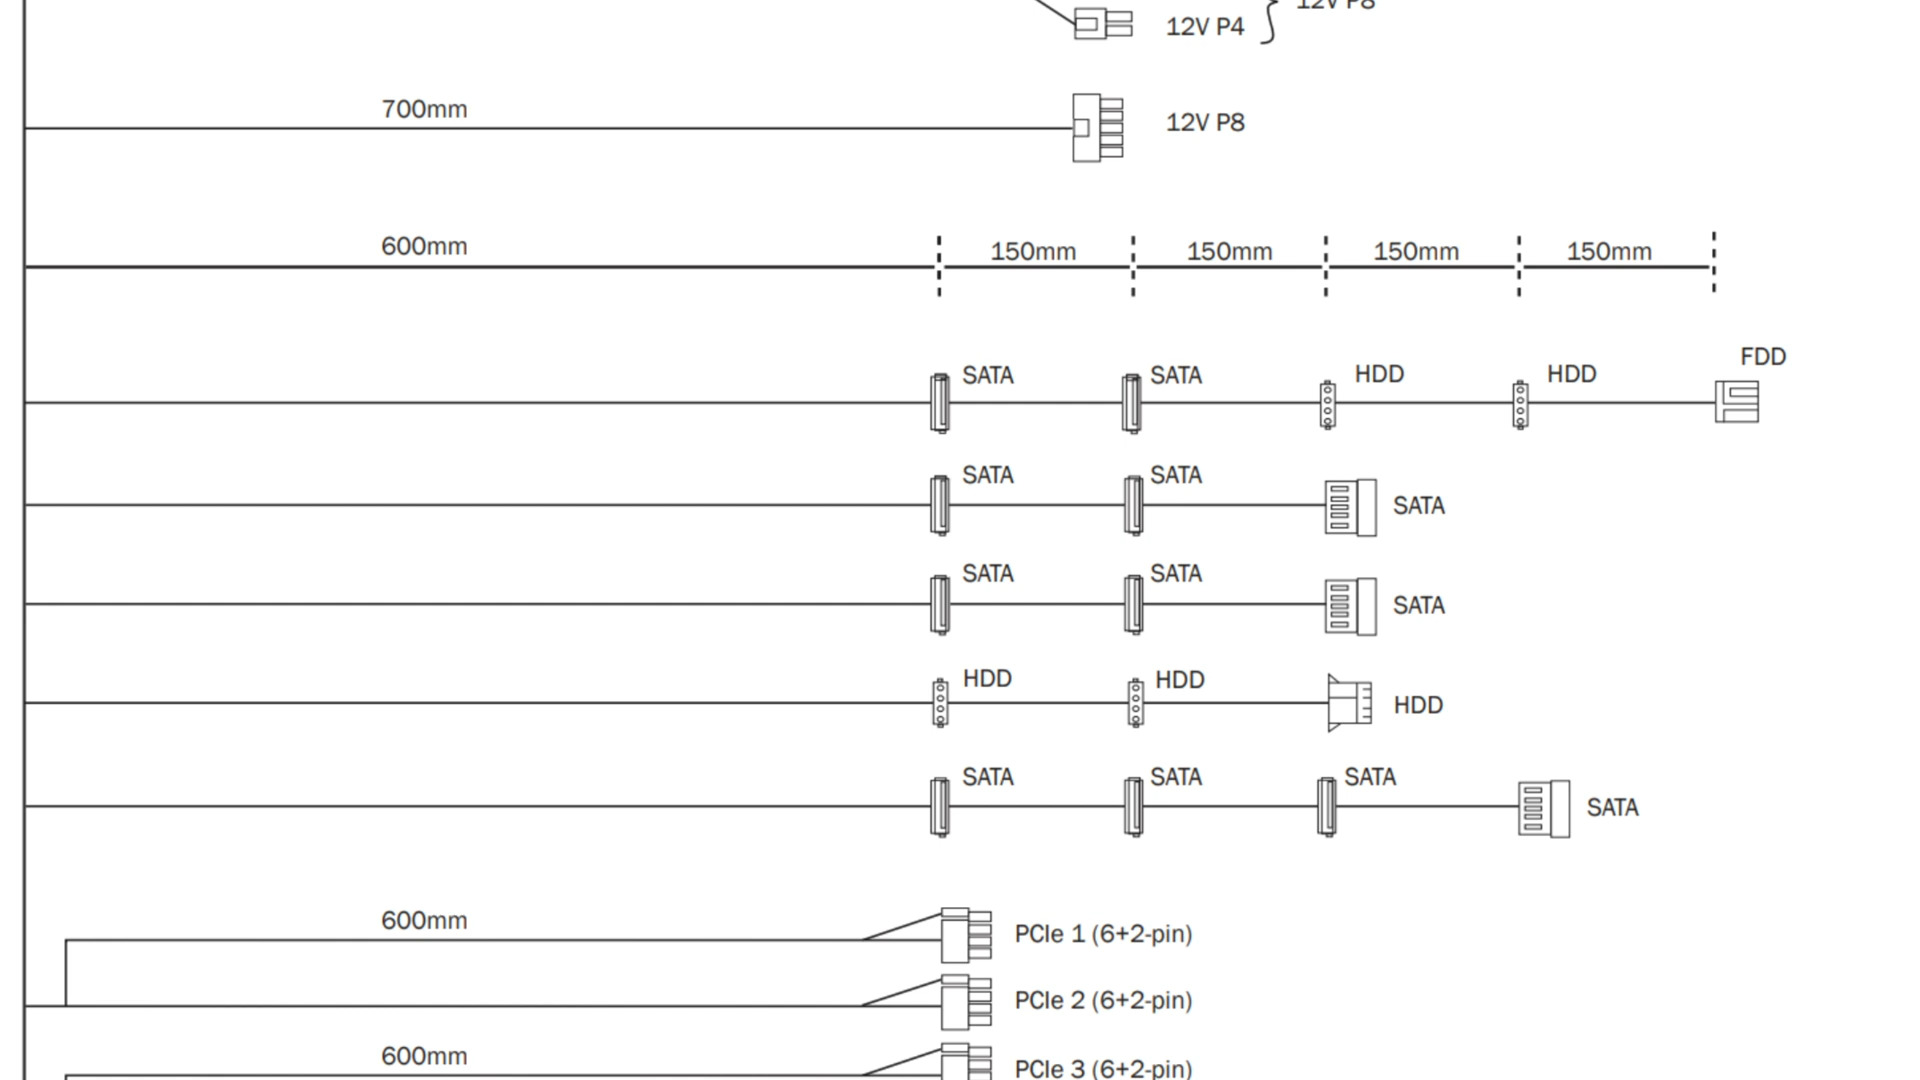 12V P8
12V P4
700mm
12V P8
600mm
150mm
150mm
150mm
150mm
FDD
SATA
SATA
HDD
HDD
SATA
SATA
SATA
SATA
SATA
SATA
HDD
HDD
HDD
SATA
SATA
SATA
SATA
600mm
PCIe 1 (6+2-pin)
PCIe 2 (6+2-pin)
600mm
PCIe 3 (6+2-pin)